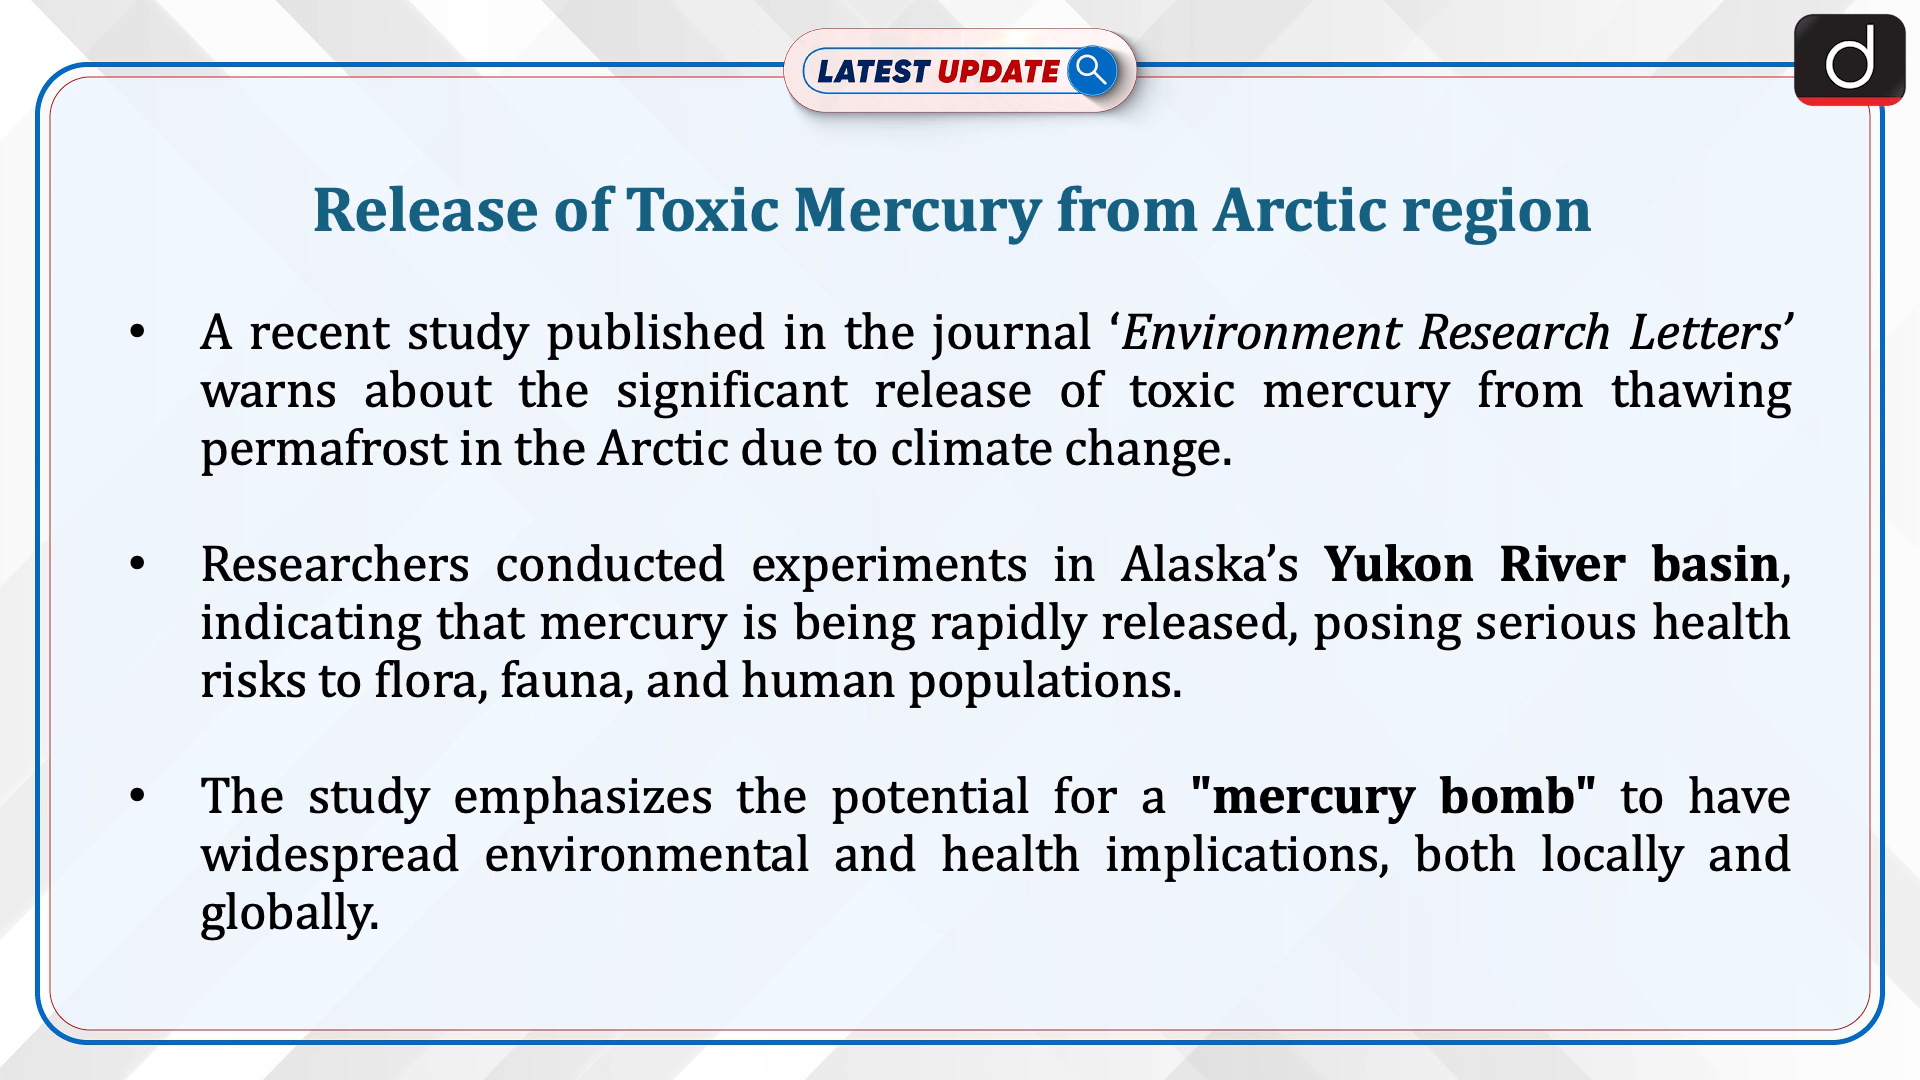 LATEST UPDATE
d
Release of Toxic Mercury from Arctic region
• A recent study published in the journal ‘Environment Research Letters’
warns about the significant release of toxic mercury from thawing
permafrost in the Arctic due to climate change.
• Researchers conducted experiments in Alaska’s Yukon River basin,
indicating that mercury is being rapidly released, posing serious health
risks to flora, fauna, and human populations.
• The study emphasizes the potential for a "mercury bomb" to have
widespread environmental and health implications, both locally and
globally.